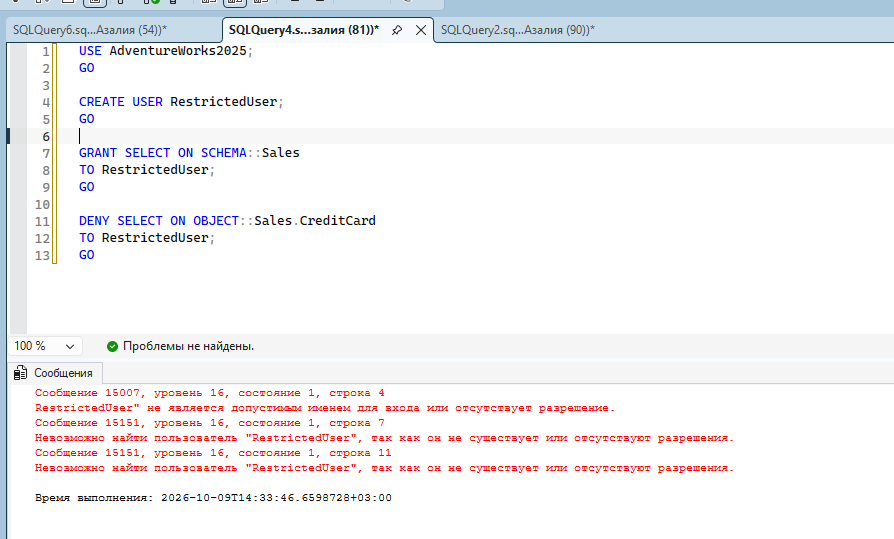 SQLQuery6.sq...Азалия (54))*
SQLQuery4.s...залия (81))*
SQLQuery2.sq...Азалия (90))*
1 USE AdventureWorks2025;
2 GO
3
4 CREATE USER RestrictedUser;
5 GO
6
7 GRANT SELECT ON SCHEMA::Sales
8 TO RestrictedUser;
9 GO
10
11 DENY SELECT ON OBJECT::Sales.CreditCard
12 TO RestrictedUser;
13 GO
100 %
Проблемы не найдены.
Сообщения
Сообщение 15007, уровень 16, состояние 1, строка 4
RestrictedUser" не является допустимым именем для входа или отсутствует разрешение.
Сообщение 15151, уровень 16, состояние 1, строка 7
Невозможно найти пользователь "RestrictedUser", так как он не существует или отсутствуют разрешения.
Сообщение 15151, уровень 16, состояние 1, строка 11
Невозможно найти пользователь "RestrictedUser", так как он не существует или отсутствуют разрешения.
Время выполнения: 2026-10-09T14:33:46.6598728+03:00